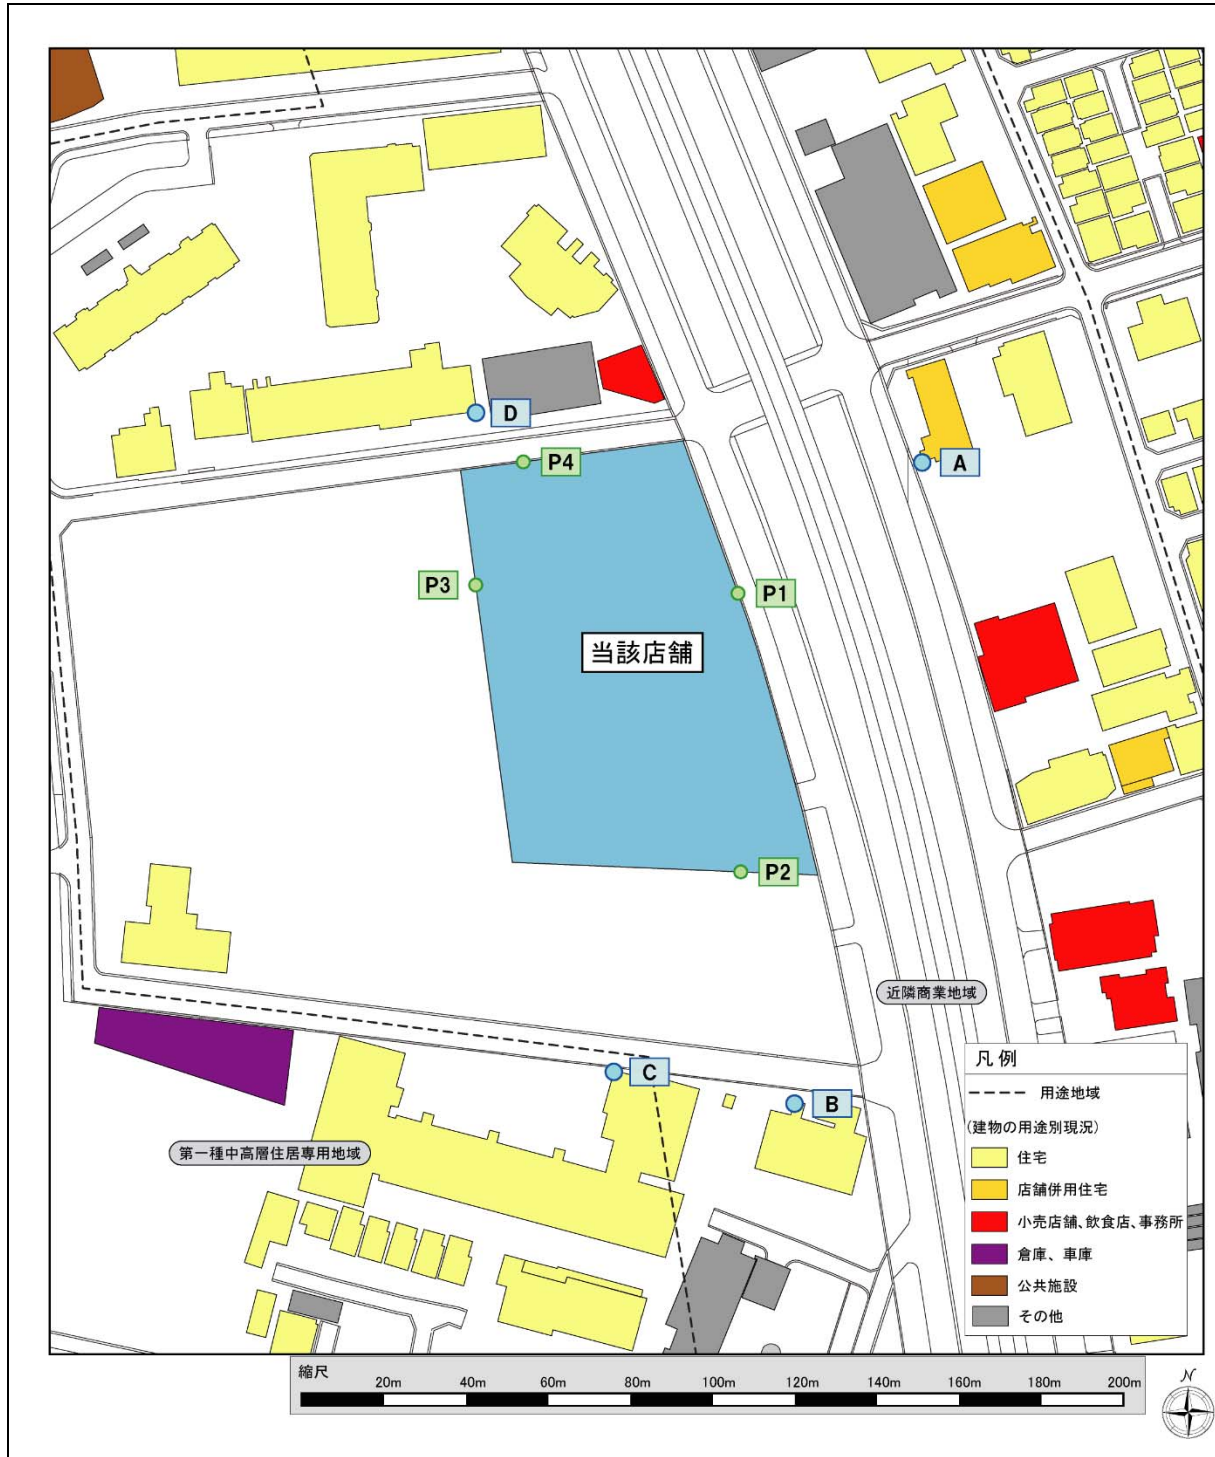 D
A
P4
P3
P1
当該店舗
P2
近隣商業地域
C
B
第一種中高層住居専用地域
凡例
用途地域
(建物の用途別現況)
住宅
店舗併用住宅
小売店舗、飲食店、事務所
倉庫、車庫
公共施設
その他
縮尺
20m 40m 60m 80m 100m 120m 140m 160m 180m 200m
N